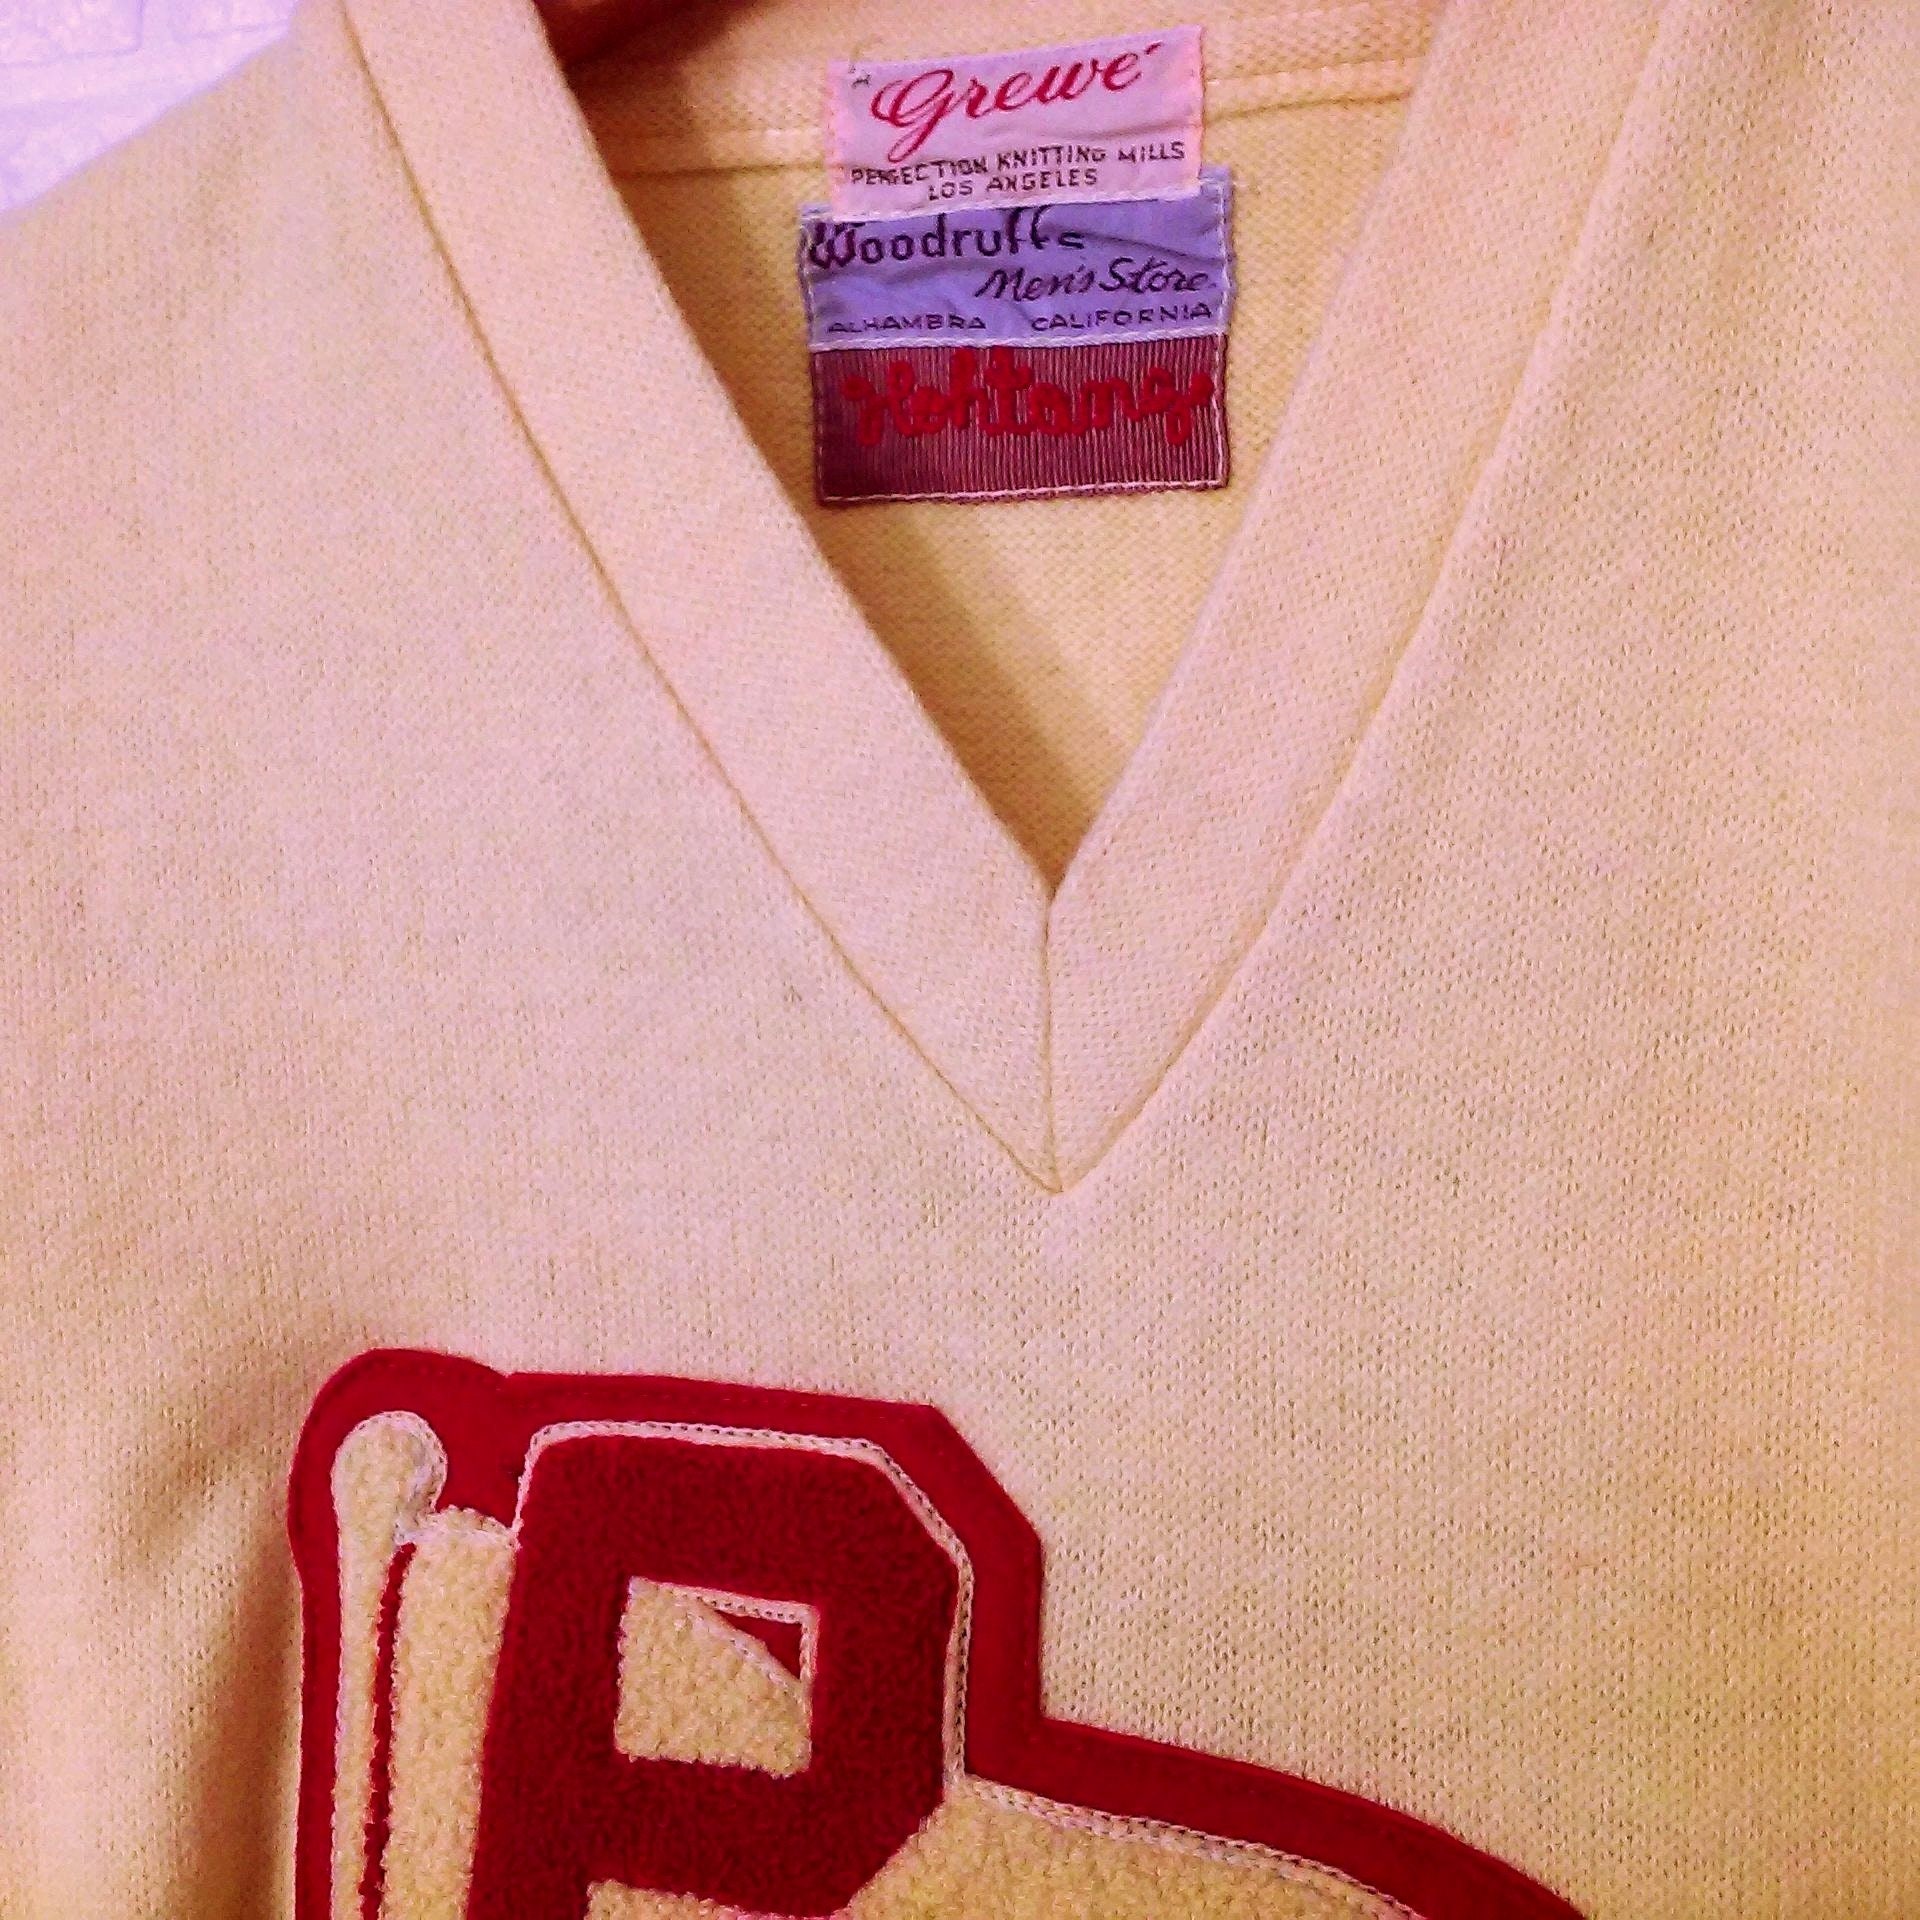 "Grewe"
PERFECTION KNITTING MILLS
LOS ANGELES
Woodruffs
Men's Store
ALHAMBRA CALIFORNIA
P